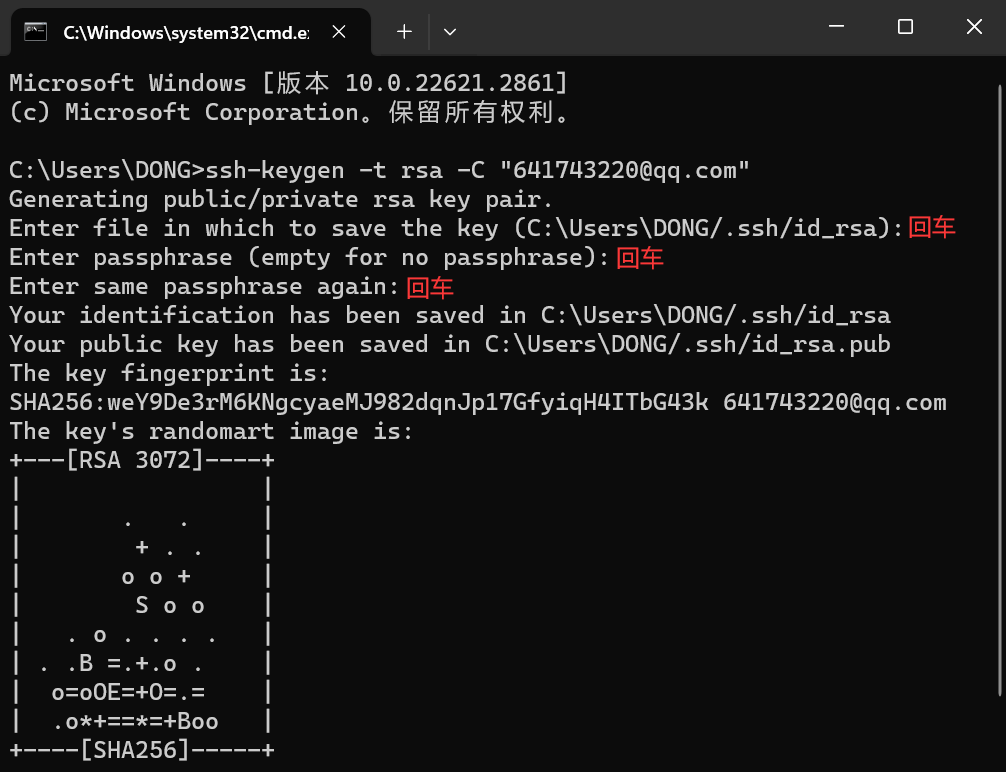 C:\Windows\system32\cmd.e
Microsoft Windows [版本 10.0.22621.2861]
(c) Microsoft Corporation。保留所有权利。
C:\Users\DONG>ssh-keygen -t rsa -C "641743220@qq.com"
Generating public/private rsa key pair.
Enter file in which to save the key (C:\Users\DONG/.ssh/id_rsa):回车
Enter passphrase (empty for no passphrase):回车
Enter same passphrase again:回车
Your identification has been saved in C:\Users\DONG/.ssh/id_rsa
Your public key has been saved in C:\Users\DONG/.ssh/id_rsa.pub
The key fingerprint is:
SHA256:weY9De3rM6KNgcyaeMJ982dqnJp17GfyiqH4ITbG43k 641743220@qq.com
The key's randomart image is:
+---[RSA 3072]----+
|                 |
|       .   .     |
|        + . .    |
|       o o +     |
|        S o o    |
|   . o . . . .   |
| . .B =.+.o .    |
|  o=oOE=+O=.=    |
|  .o*+==*=+Boo   |
+----[SHA256]-----+